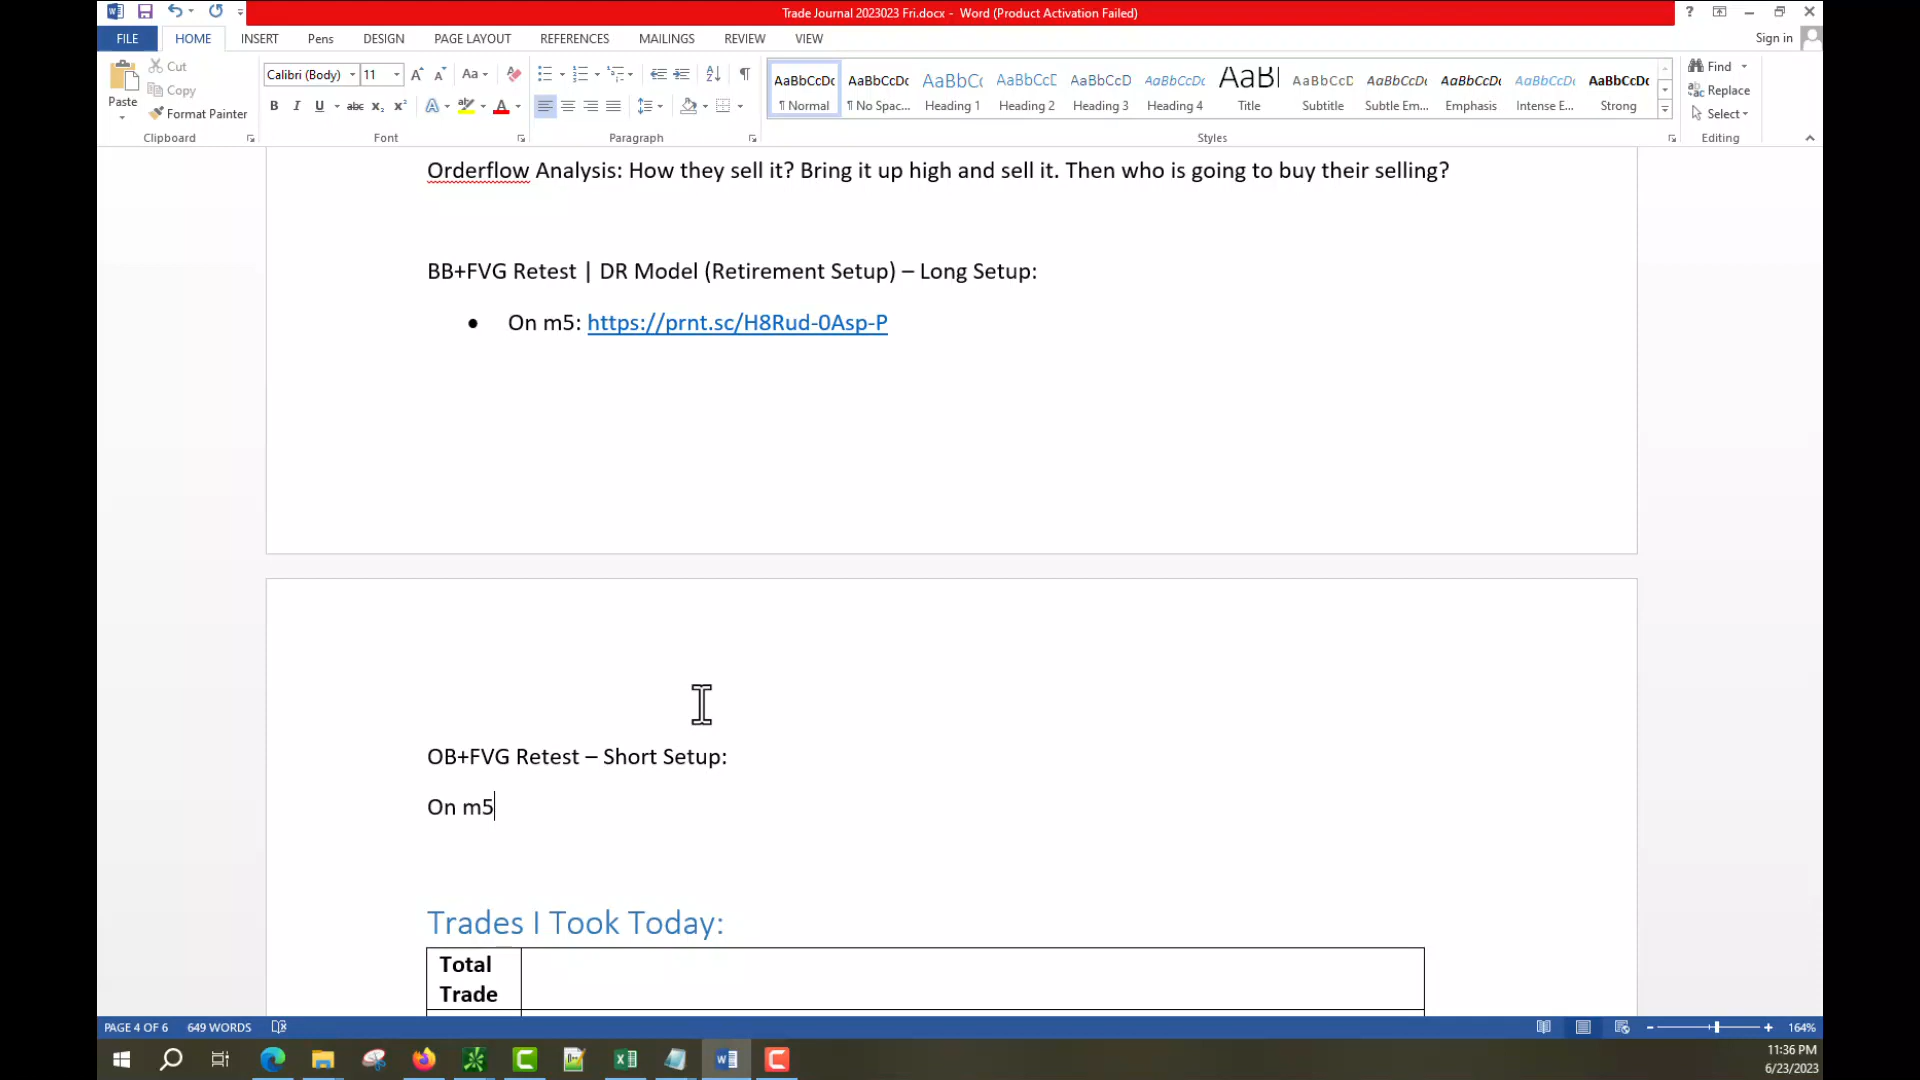 Trade Journal 2023023 Fri.docx - Word (Product Activation Failed)
?
FILE HOME INSERT Pens DESIGN PAGE LAYOUT REFERENCES MAILINGS REVIEW VIEW
Sign in
Paste
Cut
Copy
Format Painter
Clipboard
Calibri (Body) 11
Font
Paragraph
AaBbCcDc AaBbCcDc AaBbC AaBbCcD AaBbCcD AaBbCcDc AaBl AaBbCcD AaBbCcDc AaBbCcDc AaBbCcDc AaBbCcDc
¶ Normal ¶ No Spac... Heading 1 Heading 2 Heading 3 Heading 4 Title Subtitle Subtle Em... Emphasis Intense E... Strong
Styles
Find
Replace
Select
Editing
Orderflow Analysis: How they sell it? Bring it up high and sell it. Then who is going to buy their selling?
BB+FVG Retest | DR Model (Retirement Setup) – Long Setup:
• On m5: https://prnt.sc/H8Rud-0Asp-P
OB+FVG Retest – Short Setup:
On m5
Trades I Took Today:
Total
Trade
PAGE 4 OF 6 649 WORDS
164%
11:36 PM
6/23/2023